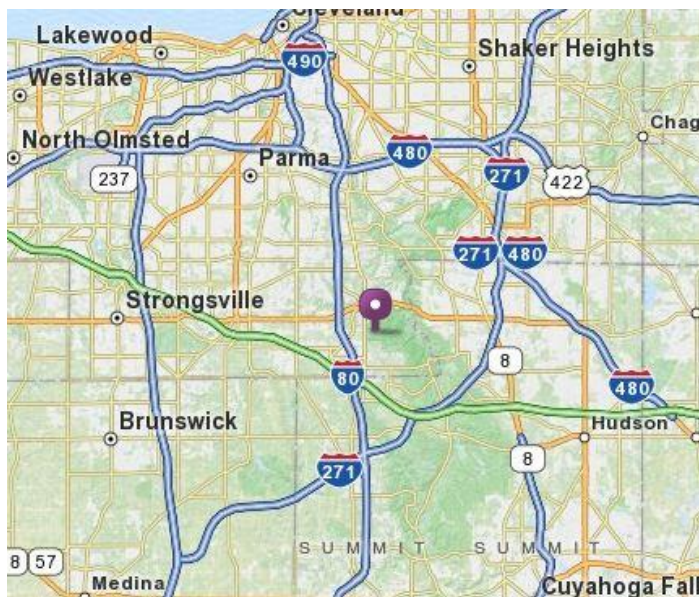 Cleveland
Lakewood
490
Shaker Heights
Westlake
North Olmsted
480
Chag
Parma
237
271
422
271
480
Strongsville
8
80
480
Brunswick
Hudson
8
271
SUMMIT
SUMMIT
8
57
Medina
Cuyahoga Fall